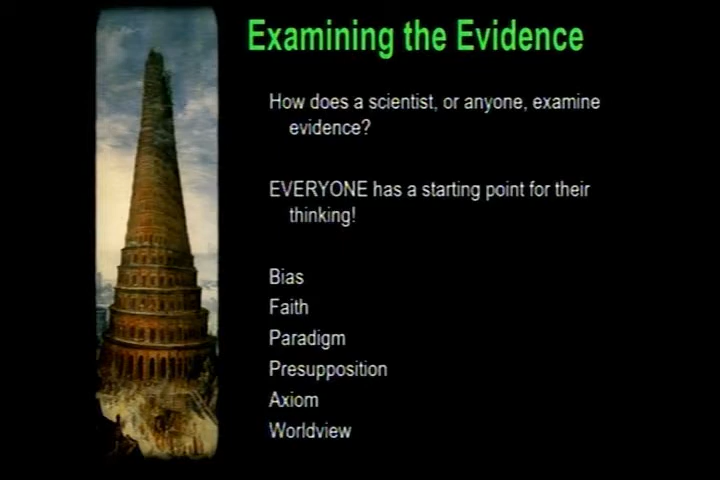 Examining the Evidence
How does a scientist, or anyone, examine
evidence?
EVERYONE has a starting point for their
thinking!
Bias
Faith
Paradigm
Presupposition
Axiom
Worldview